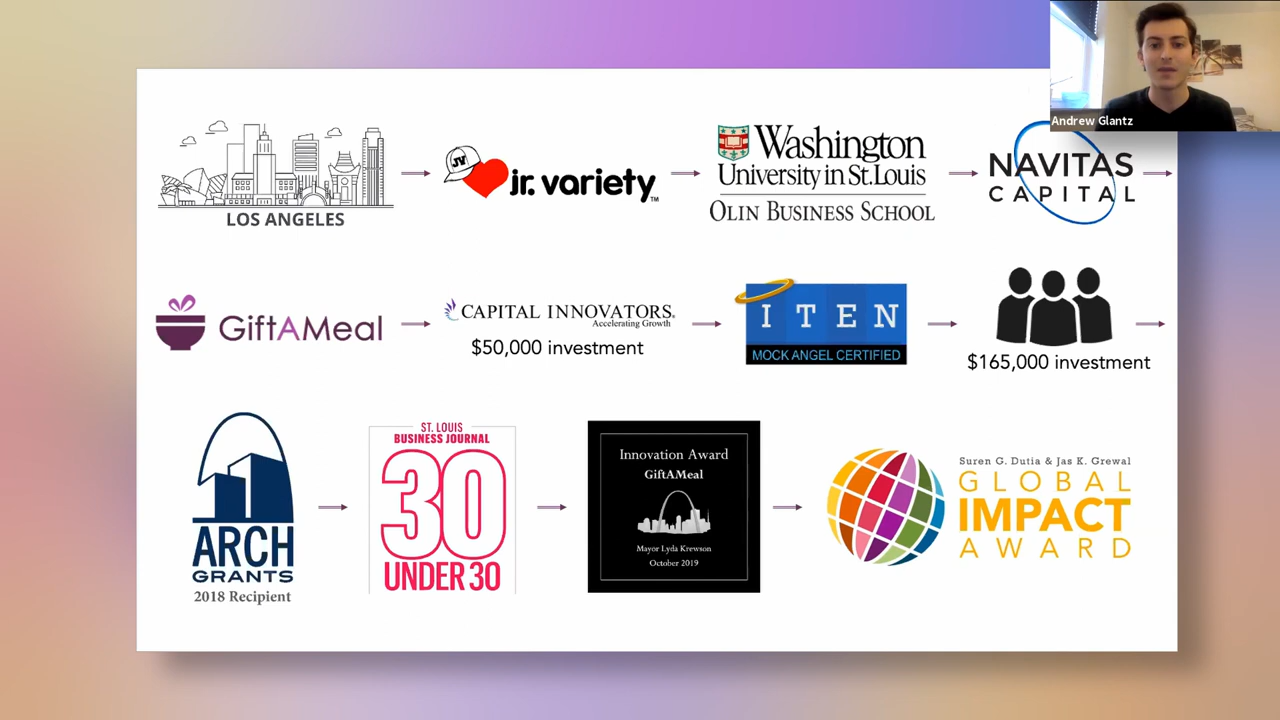 Andrew Glantz
LOS ANGELES
JV
jr. variety™
Washington
University in St. Louis
OLIN BUSINESS SCHOOL
NAVITAS
CAPITAL
GiftAMeal
CAPITAL INNOVATORS®
Accelerating Growth
$50,000 investment
ITEN
MOCK ANGEL CERTIFIED
$165,000 investment
ARCH
GRANTS
2018 Recipient
ST. LOUIS
BUSINESS JOURNAL
30
UNDER 30
Innovation Award
GiftAMeal
Mayor Lyda Krewson
October 2019
Suren G. Dutia & Jas K. Grewal
GLOBAL
IMPACT
AWARD